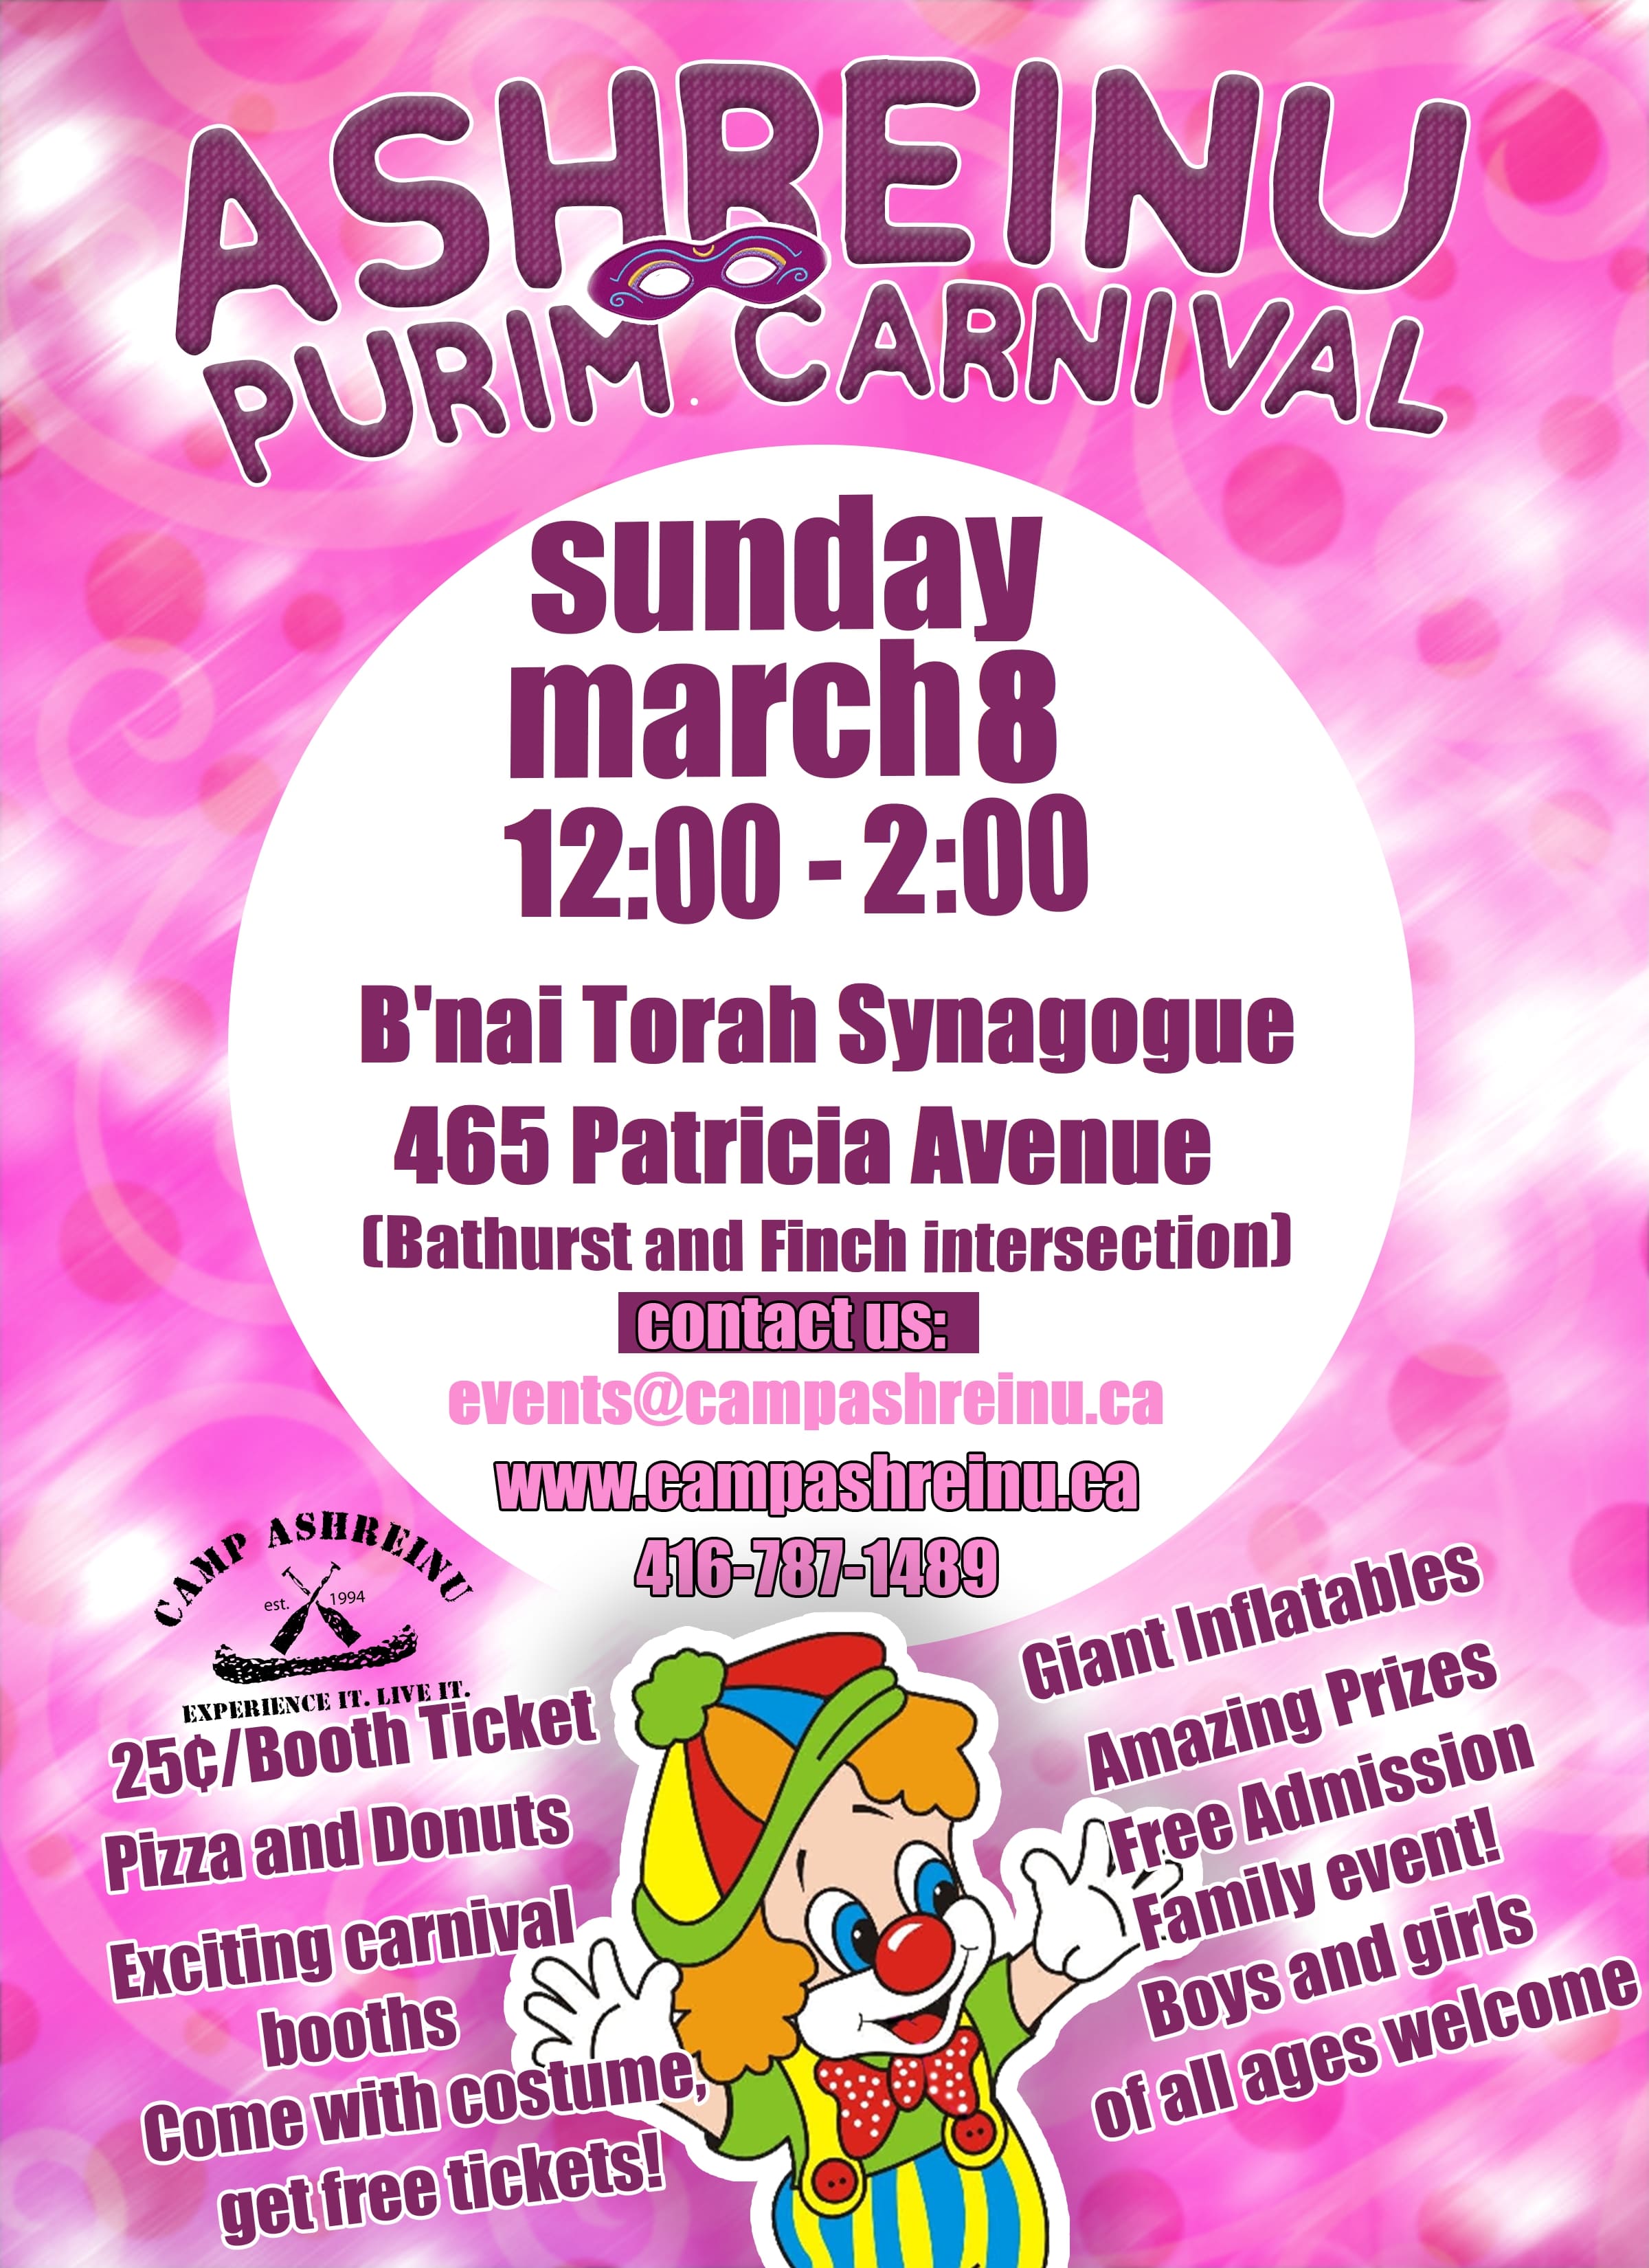 ASHREINU
PURIM CARNIVAL
sunday
march 8
12:00 - 2:00
B'nai Torah Synagogue
465 Patricia Avenue
(Bathurst and Finch intersection)
contact us:
events@campashreinu.ca
www.campashreinu.ca
416-787-1489
CAMP ASHREINU
est. 1994
EXPERIENCE IT. LIVE IT.
25¢/Booth Ticket
Pizza and Donuts
Exciting carnival
booths
Come with costume,
get free tickets!
Giant Inflatables
Amazing Prizes
Free Admission
Family event!
Boys and girls
of all ages welcome